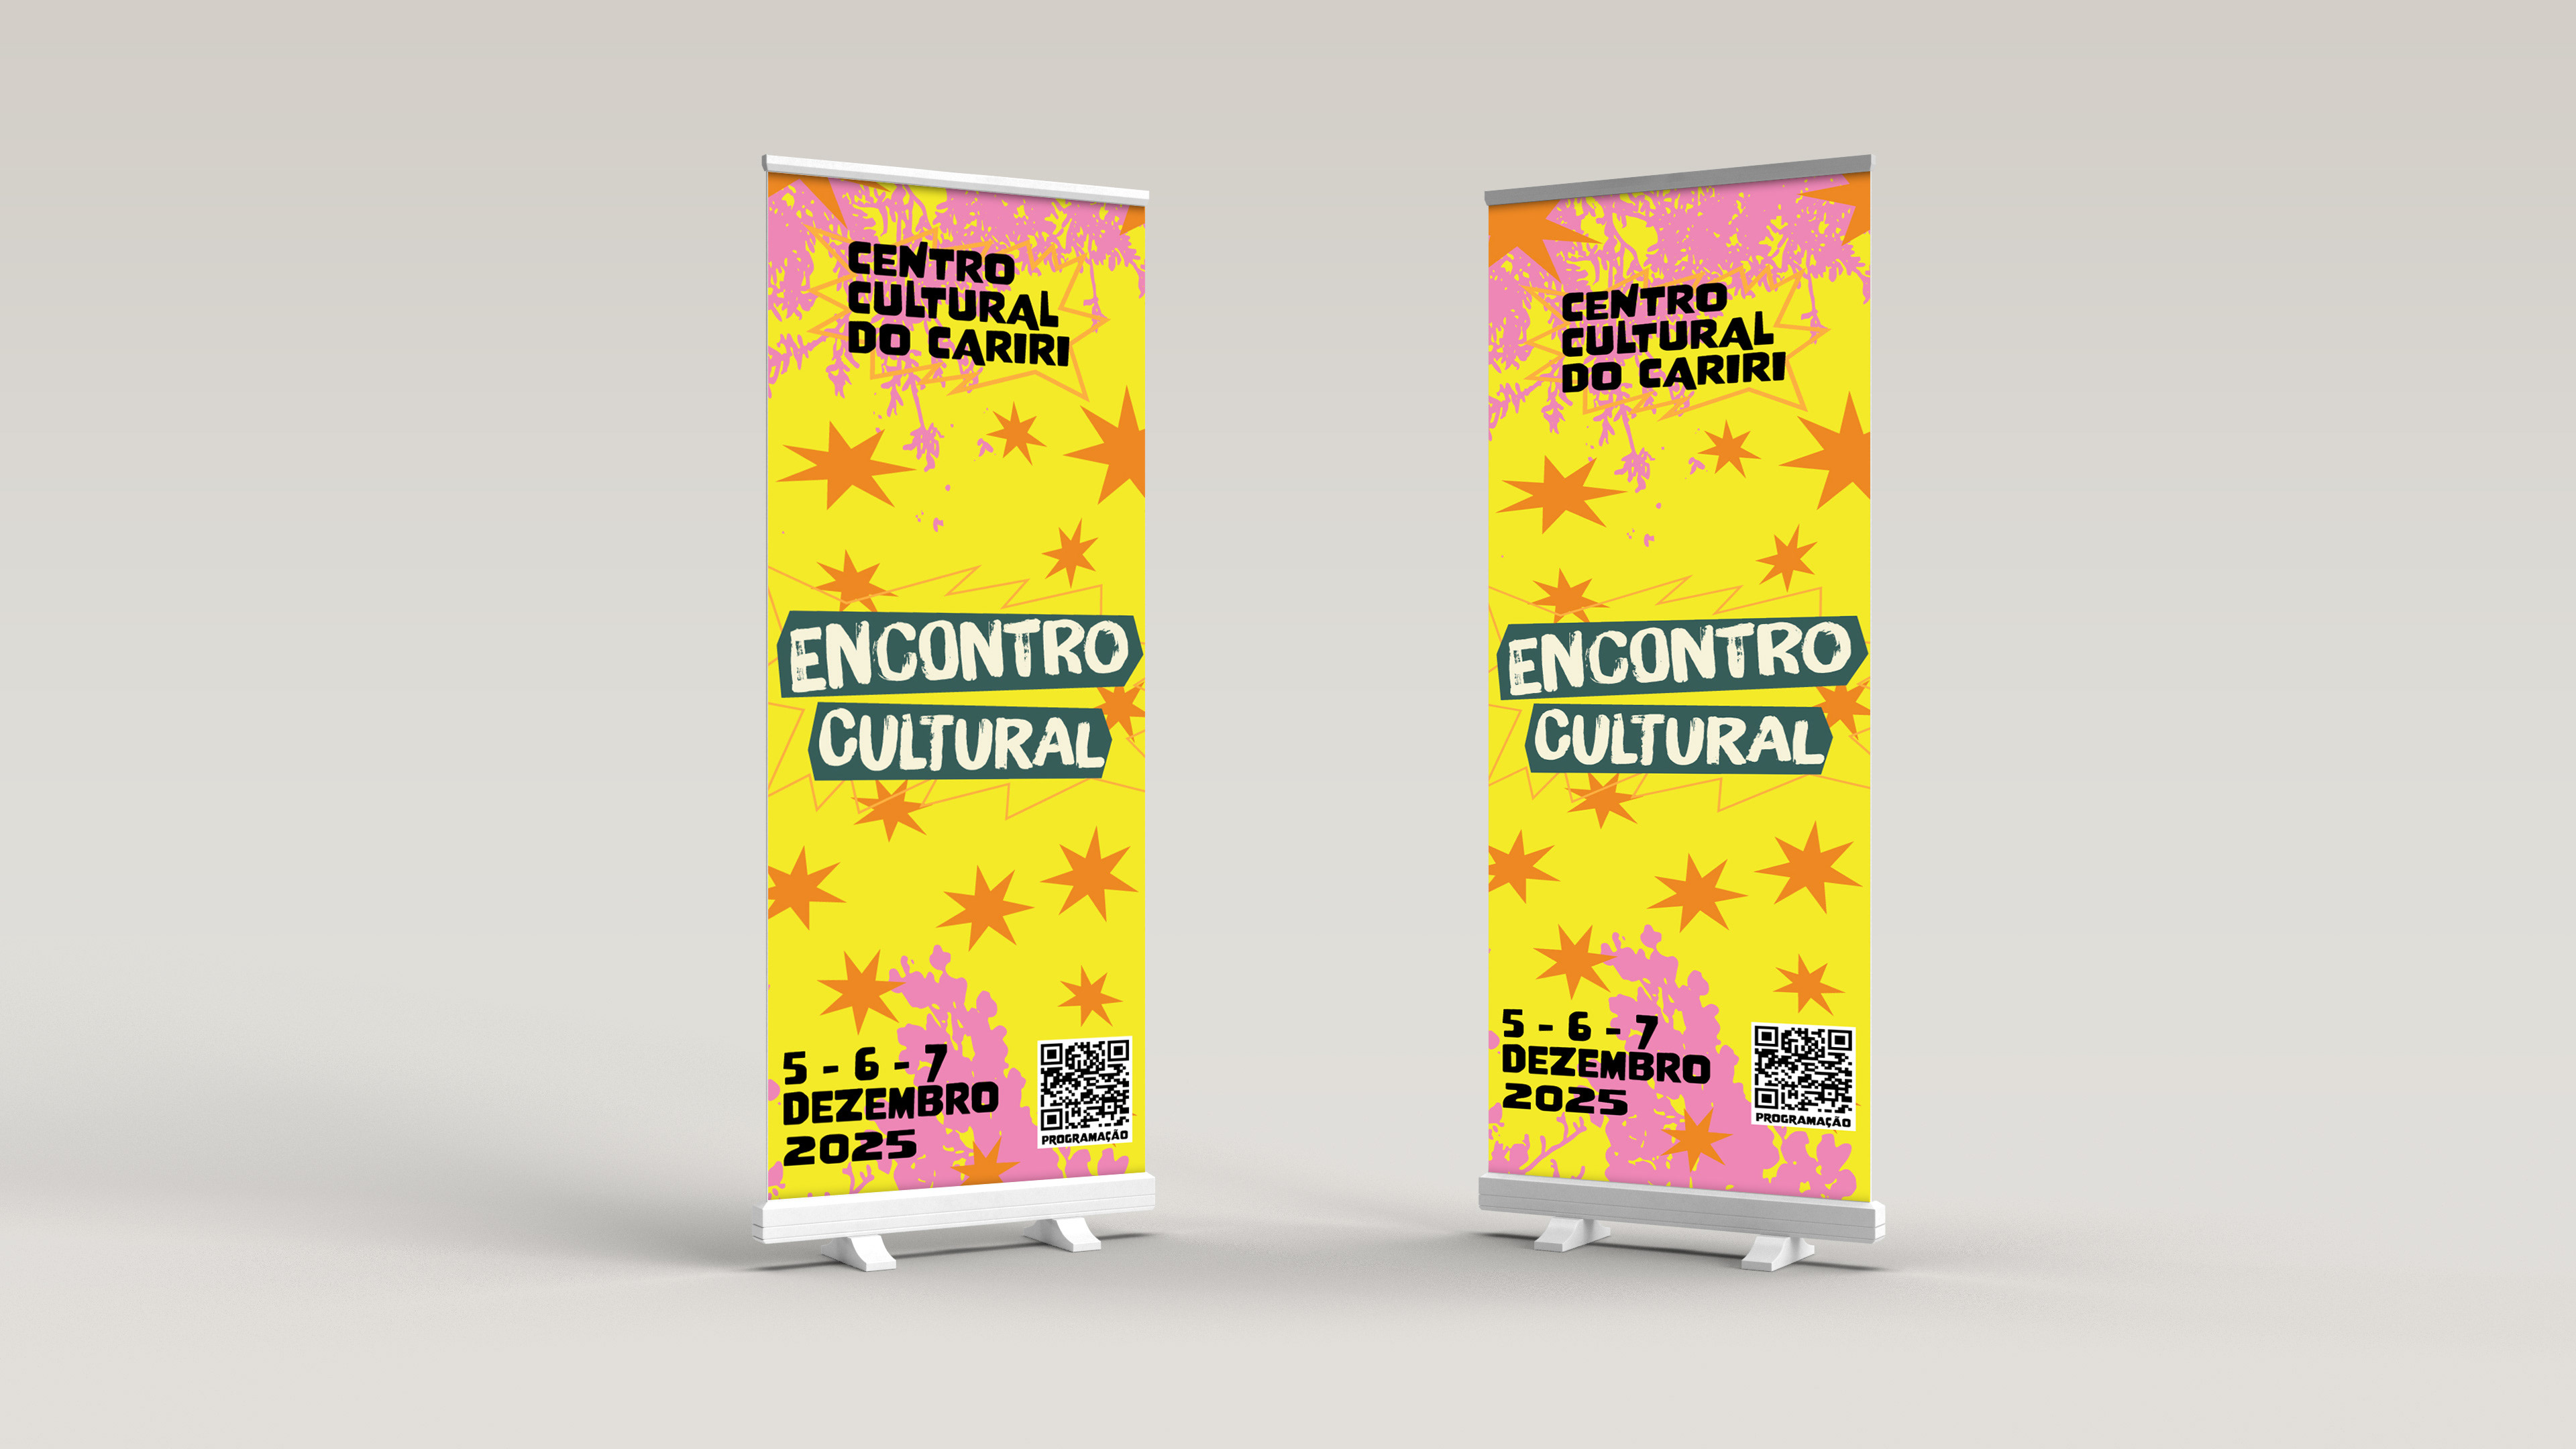 CENTRO
CULTURAL
DO CARIRI
ENCONTRO
CULTURAL
5 - 6 - 7
DEZEMBRO
2025
PROGRAMAÇÃO
CENTRO
CULTURAL
DO CARIRI
ENCONTRO
CULTURAL
5 - 6 - 7
DEZEMBRO
2025
PROGRAMAÇÃO